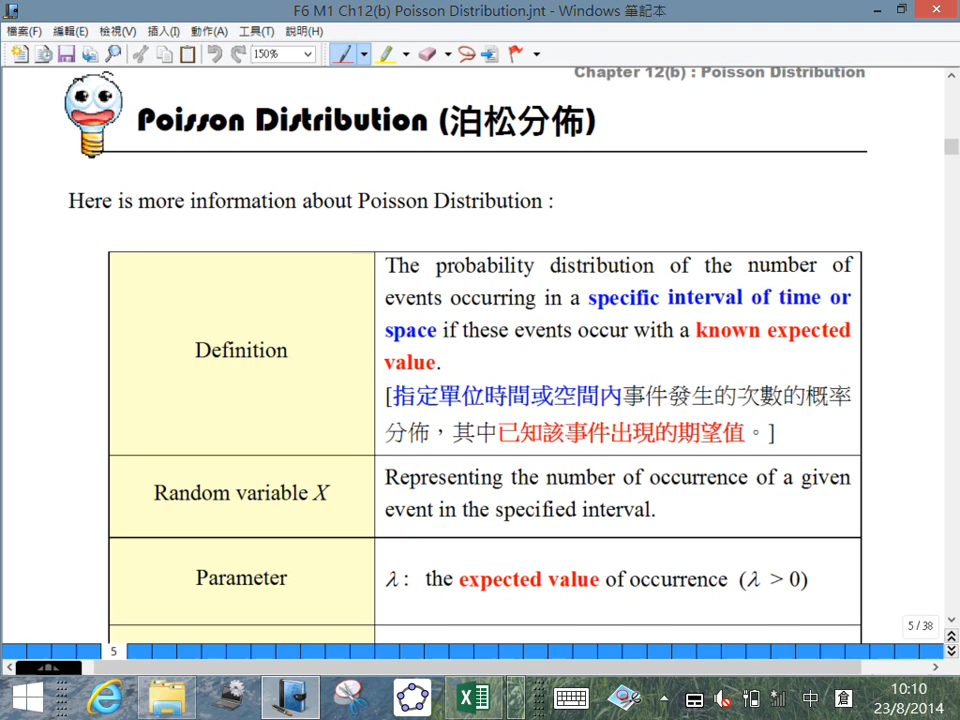 F6 M1 Ch12(b) Poisson Distribution.jnt - Windows 筆記本
檔案(F) 編輯(E) 檢視(V) 插入(I) 動作(A) 工具(T) 說明(H)
150%
Chapter 12(b) : Poisson Distribution
Poisson Distribution (泊松分佈)
Here is more information about Poisson Distribution :
Definition
The probability distribution of the number of
events occurring in a specific interval of time or
space if these events occur with a known expected
value.
[指定單位時間或空間內事件發生的次數的概率
分佈，其中已知該事件出現的期望值。]
Random variable X
Representing the number of occurrence of a given
event in the specified interval.
Parameter
λ : the expected value of occurrence (λ > 0)
5 / 38
5
中
倉
10:10
23/8/2014